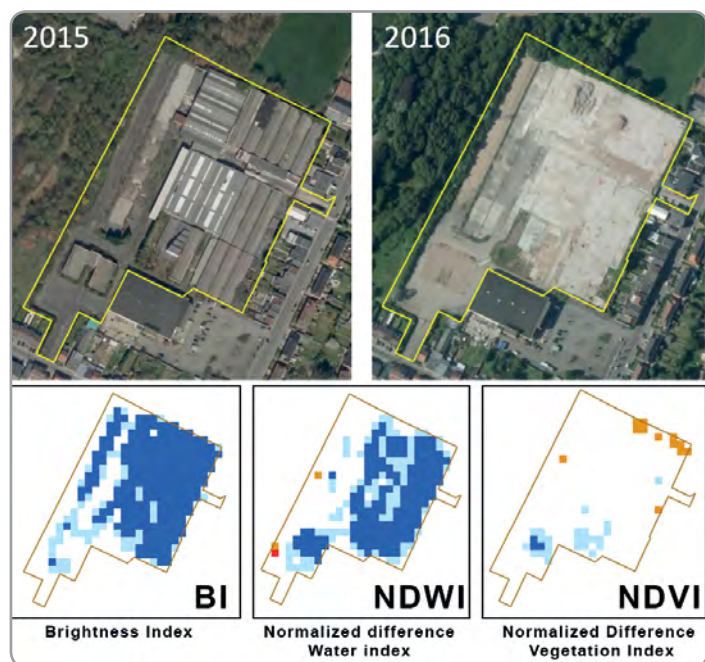 2015
2016
BI
NDWI
NDVI
Brightness Index
Normalized difference
Water index
Normalized Difference
Vegetation Index